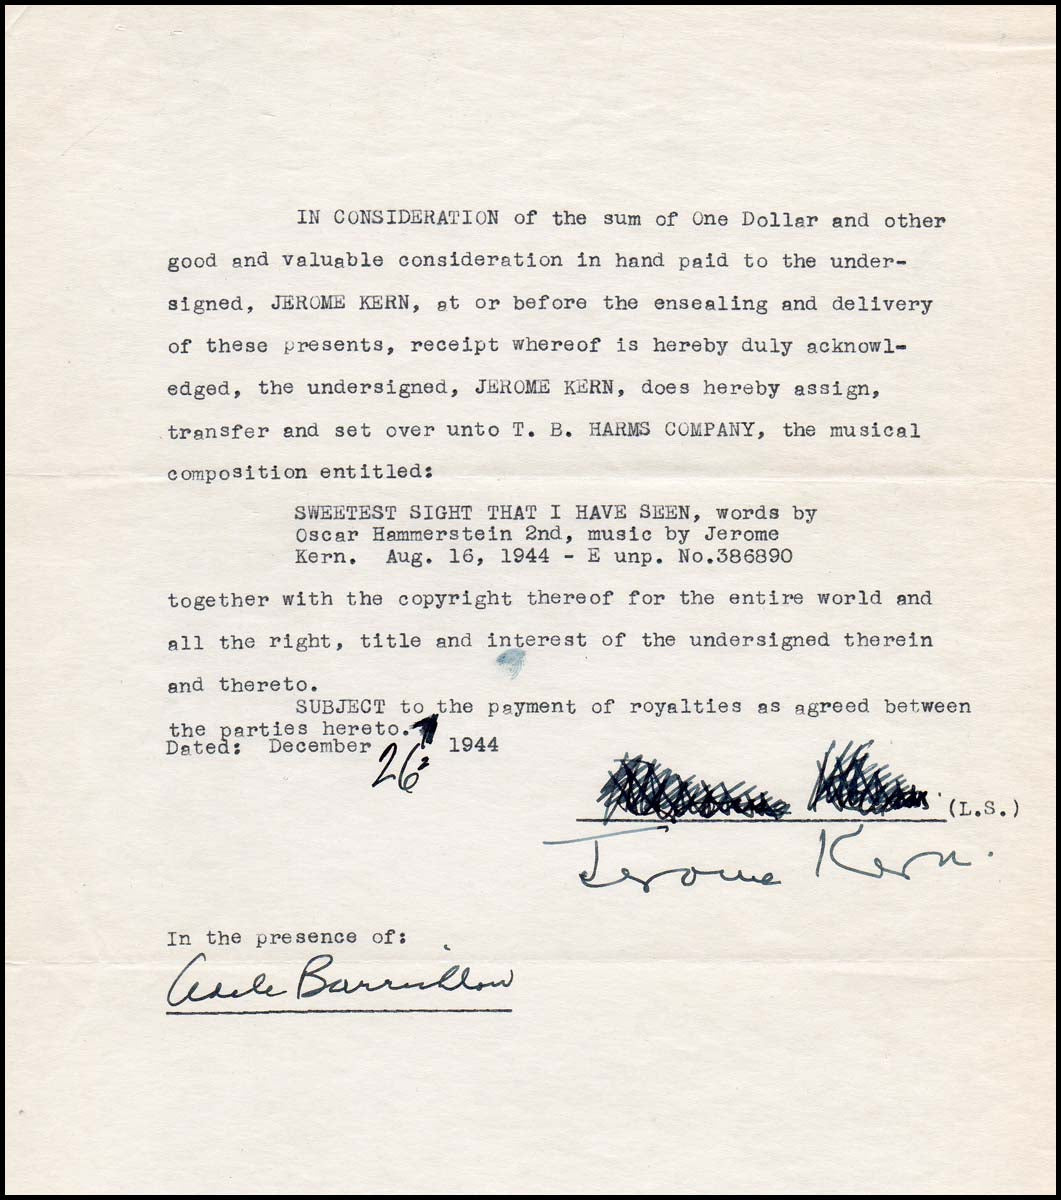 IN CONSIDERATION of the sum of One Dollar and other
good and valuable consideration in hand paid to the under-
signed, JEROME KERN, at or before the ensealing and delivery
of these presents, receipt whereof is hereby duly acknowl-
edged, the undersigned, JEROME KERN, does hereby assign,
transfer and set over unto T. B. HARMS COMPANY, the musical
composition entitled:
SWEETEST SIGHT THAT I HAVE SEEN, words by
Oscar Hammerstein 2nd, music by Jerome
Kern. Aug. 16, 1944 - E unp. No.386890
together with the copyright thereof for the entire world and
all the right, title and interest of the undersigned therein
and thereto.
SUBJECT to the payment of royalties as agreed between
the parties hereto.
Dated: December 26, 1944
(L.S.)
Jerome Kern.
In the presence of:
Adele